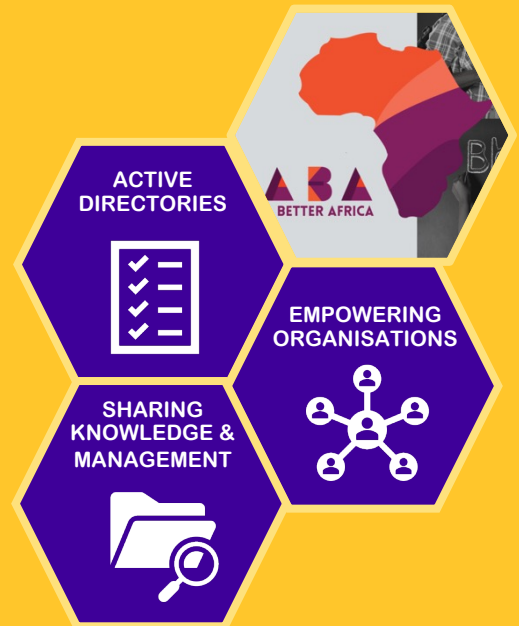 ABA
BETTER AFRICA
ACTIVE
DIRECTORIES
EMPOWERING
ORGANISATIONS
SHARING
KNOWLEDGE &
MANAGEMENT